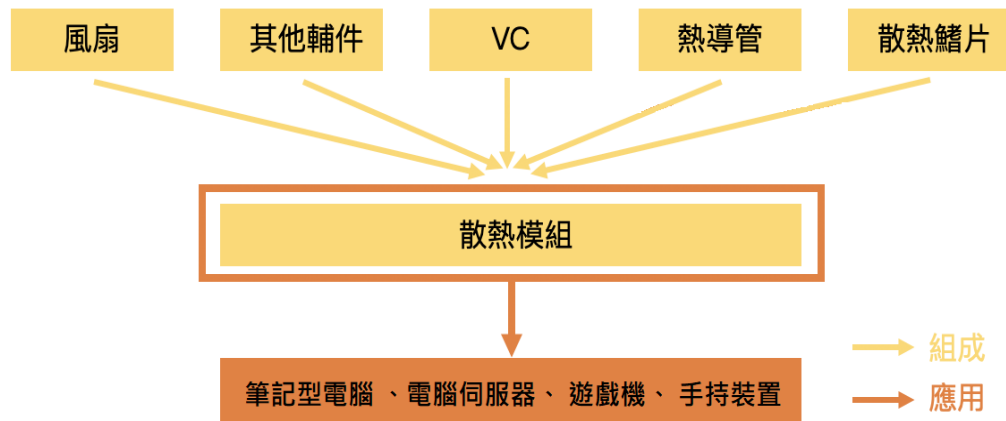 風扇
其他輔件
VC
熱導管
散熱鰭片
散熱模組
組成
筆記型電腦 、電腦伺服器、 遊戲機、 手持裝置
應用